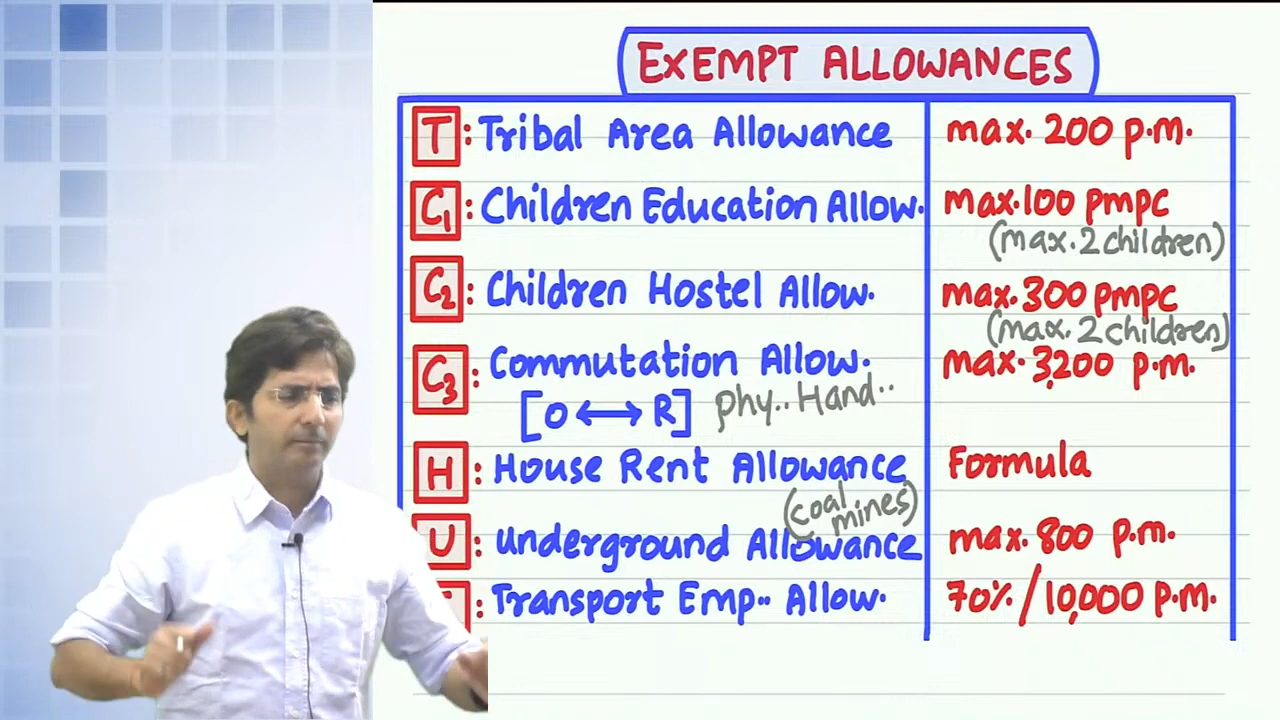 EXEMPT ALLOWANCES
T : Tribal Area Allowance max. 200 p.m.
C1 : Children Education Allow. max. 100 pmpc
(max. 2 children)
C2 : Children Hostel Allow. max. 300 pmpc
(max. 2 children)
C3 : Commutation Allow. max. 3,200 p.m.
[O ↔ R] phy.. Hand..
H : House Rent Allowance Formula
(coal mines)
U : Underground Allowance max. 800 p.m.
: Transport Emp.. Allow. 70% / 10,000 P.M.